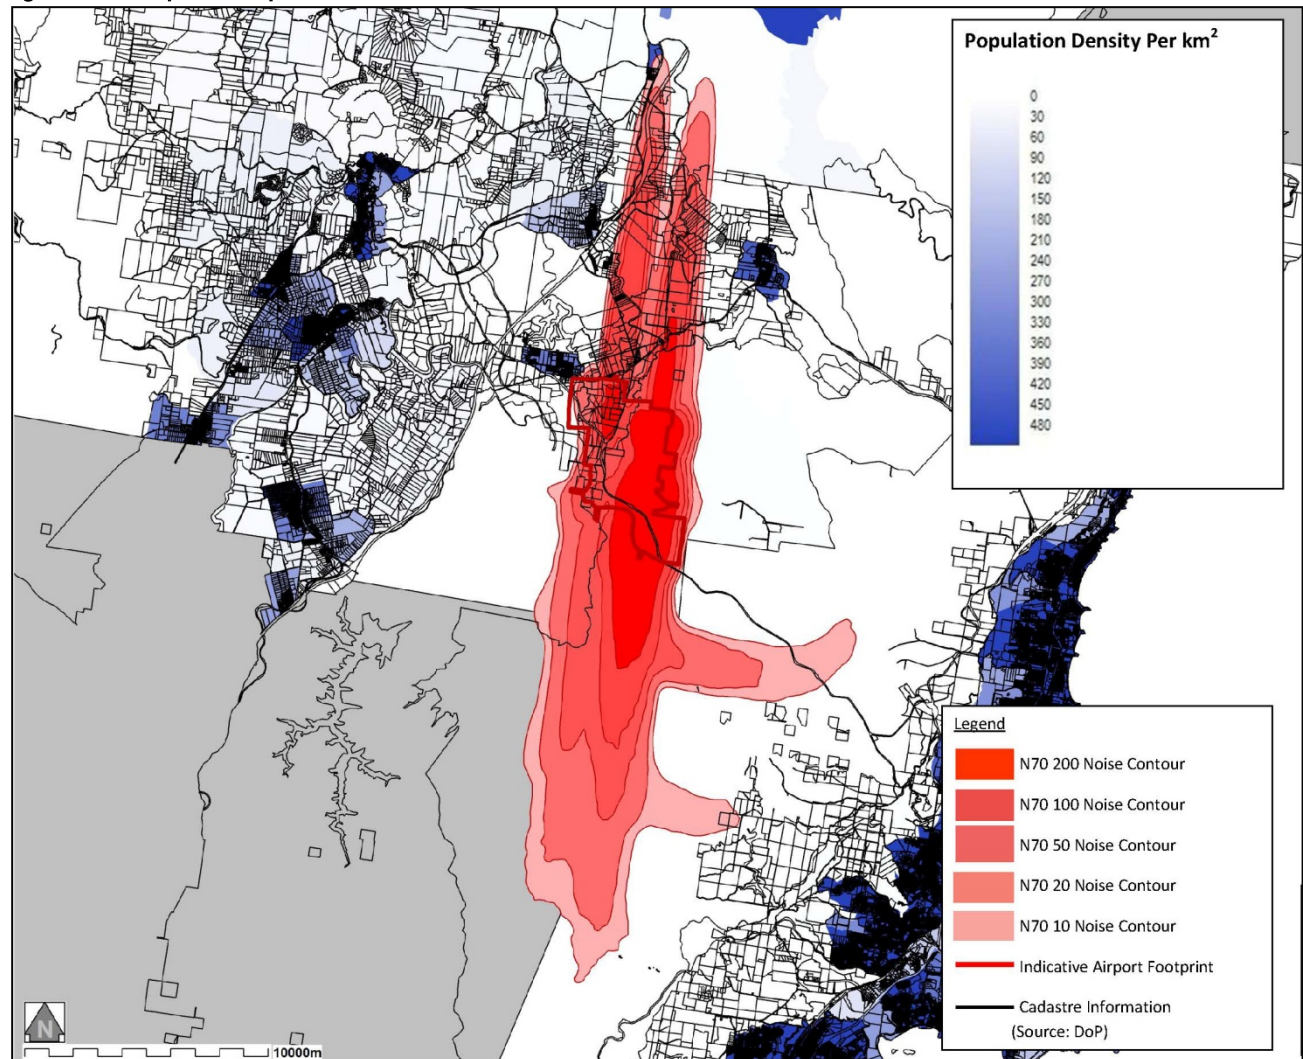 Population Density Per km²
0
30
60
90
120
150
180
210
240
270
300
330
360
390
420
450
480
Legend
N70 200 Noise Contour
N70 100 Noise Contour
N70 50 Noise Contour
N70 20 Noise Contour
N70 10 Noise Contour
Indicative Airport Footprint
Cadastre Information
(Source: DoP)
N
10000m